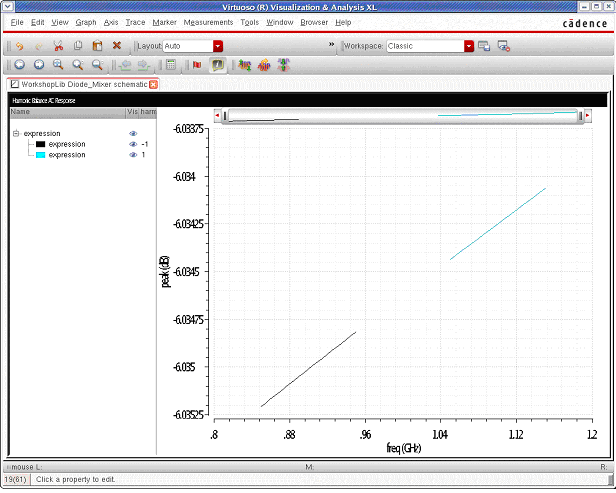 Virtuoso (R) Visualization & Analysis XL
File Edit View Graph Axis Trace Marker Measurements Tools Window Browser Help
cādence
Layout: Auto
» Workspace: Classic
WorkshopLib Diode_Mixer schematic
Harmonic Balance AC Response
Name Vis harm
expression
expression -1
expression 1
-6.03375
-6.034
-6.03425
-6.0345
-6.03475
-6.035
-6.03525
peak (dB)
.8 .88 .96 1.04 1.12 1.2
freq (GHz)
mouse L: M: R:
19(61) Click a property to edit.